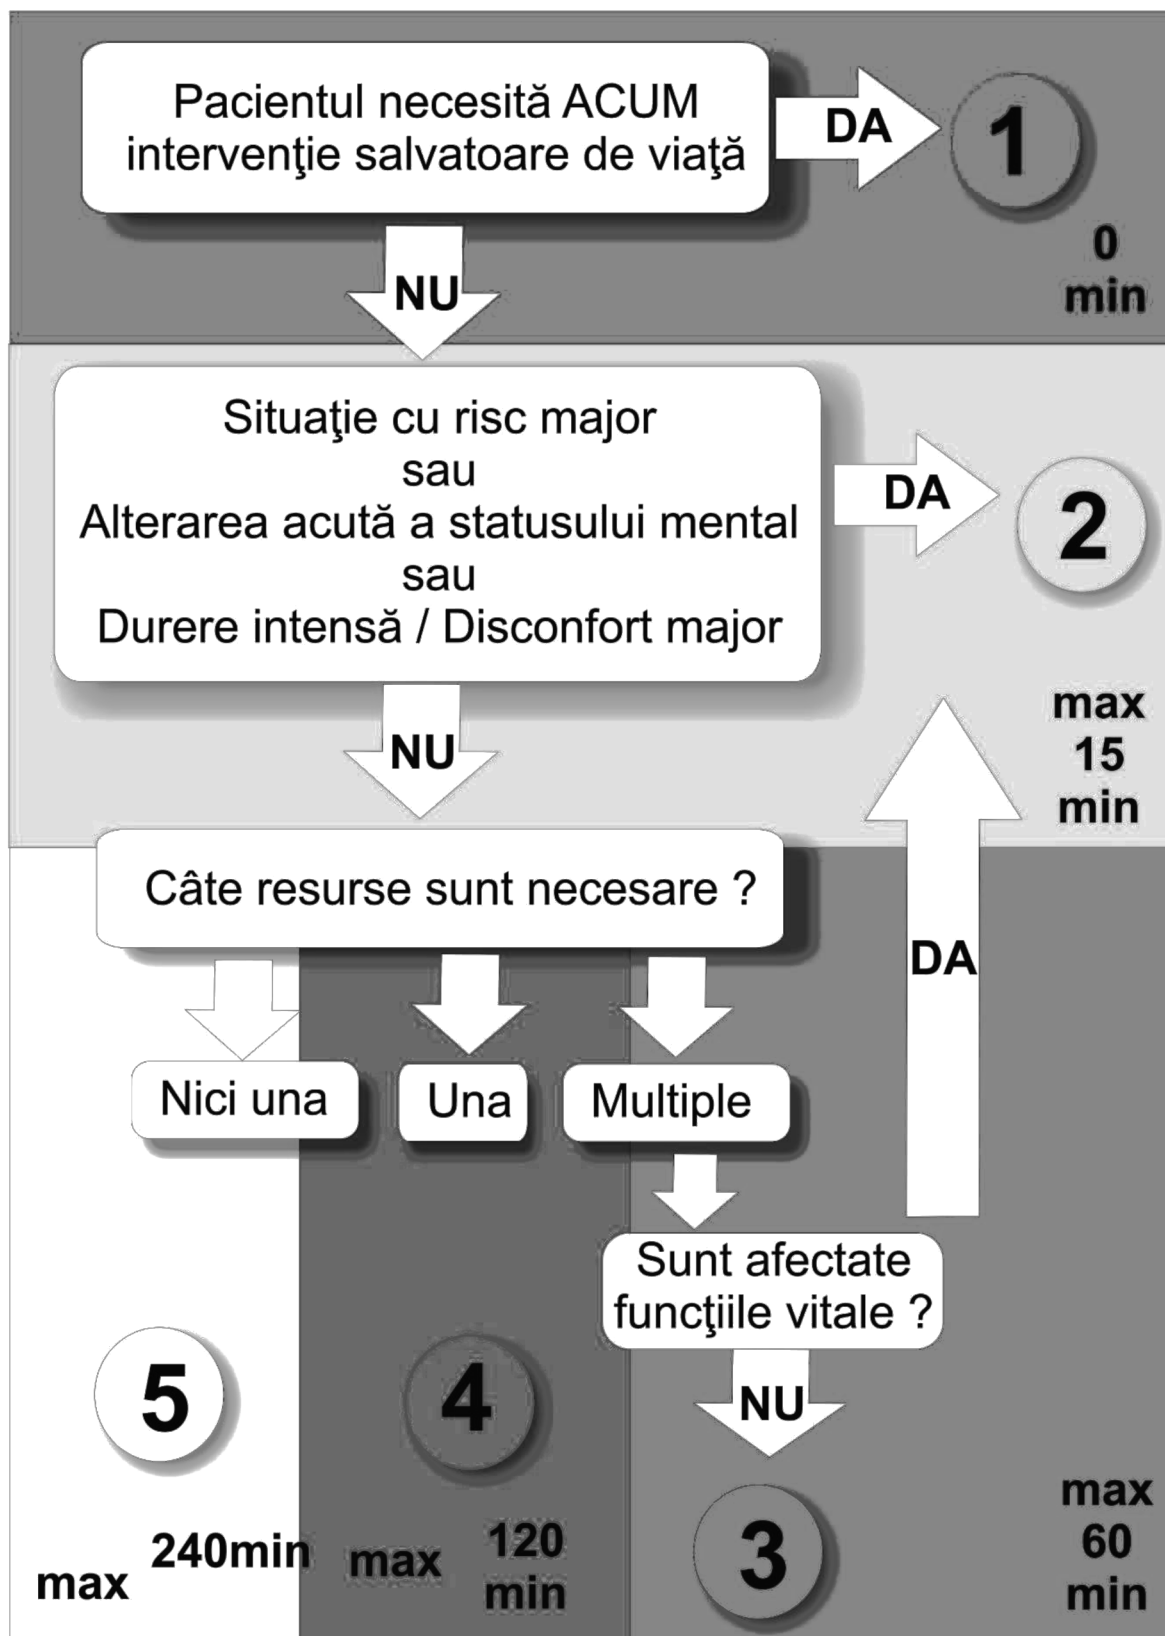 Pacientul necesită ACUM
intervenţie salvatoare de viaţă
DA
1
0
min
NU
Situaţie cu risc major
sau
Alterarea acută a statusului mental
sau
Durere intensă / Disconfort major
DA
2
max
15
min
NU
Câte resurse sunt necesare ?
DA
Nici una
Una
Multiple
Sunt afectate
funcţiile vitale ?
NU
5
4
3
max 240min
max 120
min
max
60
min